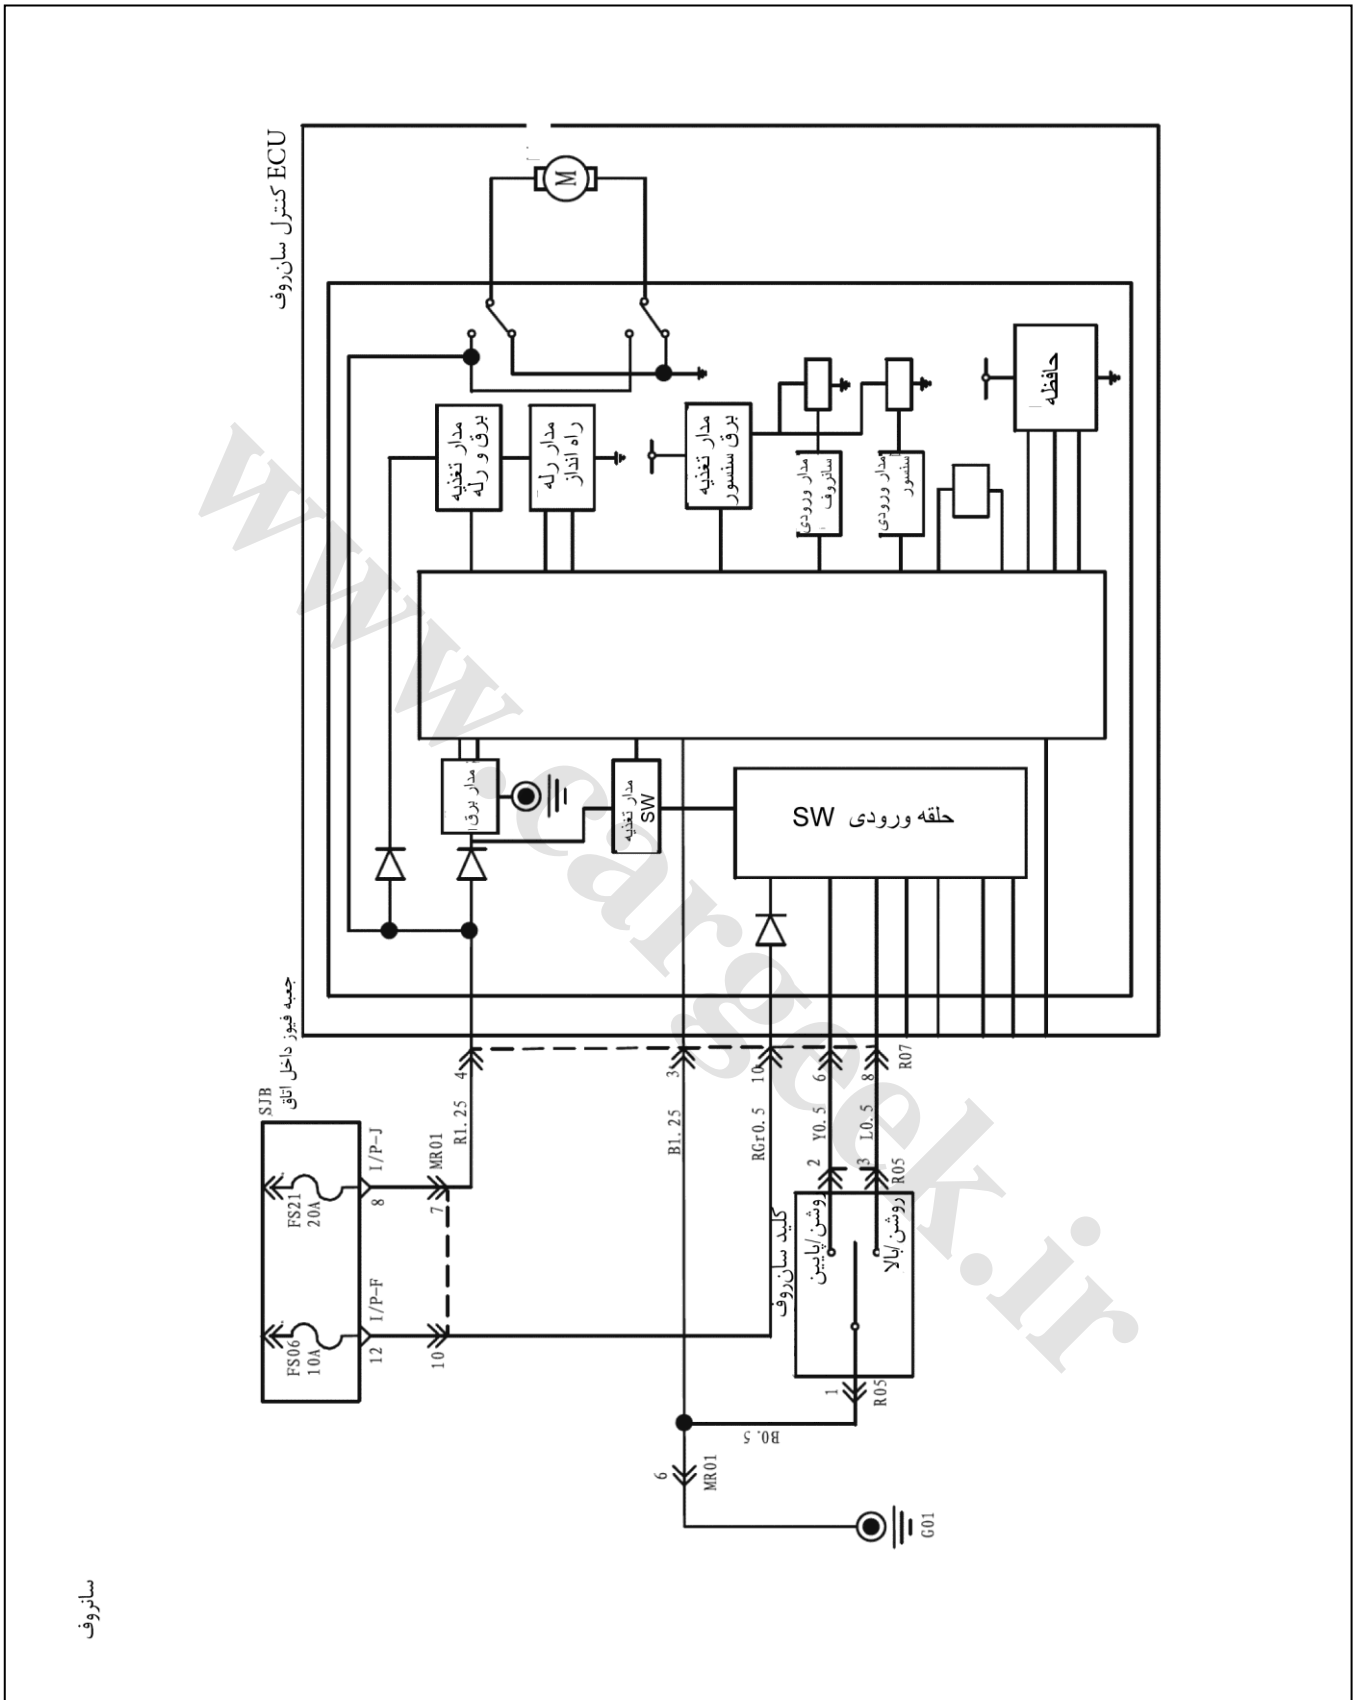 سانروف
ECU کنترل سان‌روف
M
مدار تغذیه
برق و رله
مدار رله
راه انداز
مدار تغذیه
برق سنسور
مدار ورودی
سانروف
مدار ورودی
سنسور
حافظه
مدار برق
مدار تغذیه
SW
حلقه ورودی SW
جعبه فیوز داخل اتاق
SJB
FS21
20A
I/P-J
8
MR01
7
R1.25
4
FS06
10A
I/P-F
12
10
B1.25
3
RGr0.5
10
Y0.5
6
L0.5
8
R07
2
3
R05
کلید سان‌روف
روشن/پایین
روشن/بالا
1
R05
B0.5
6
MR01
G01
www.cargeek.ir